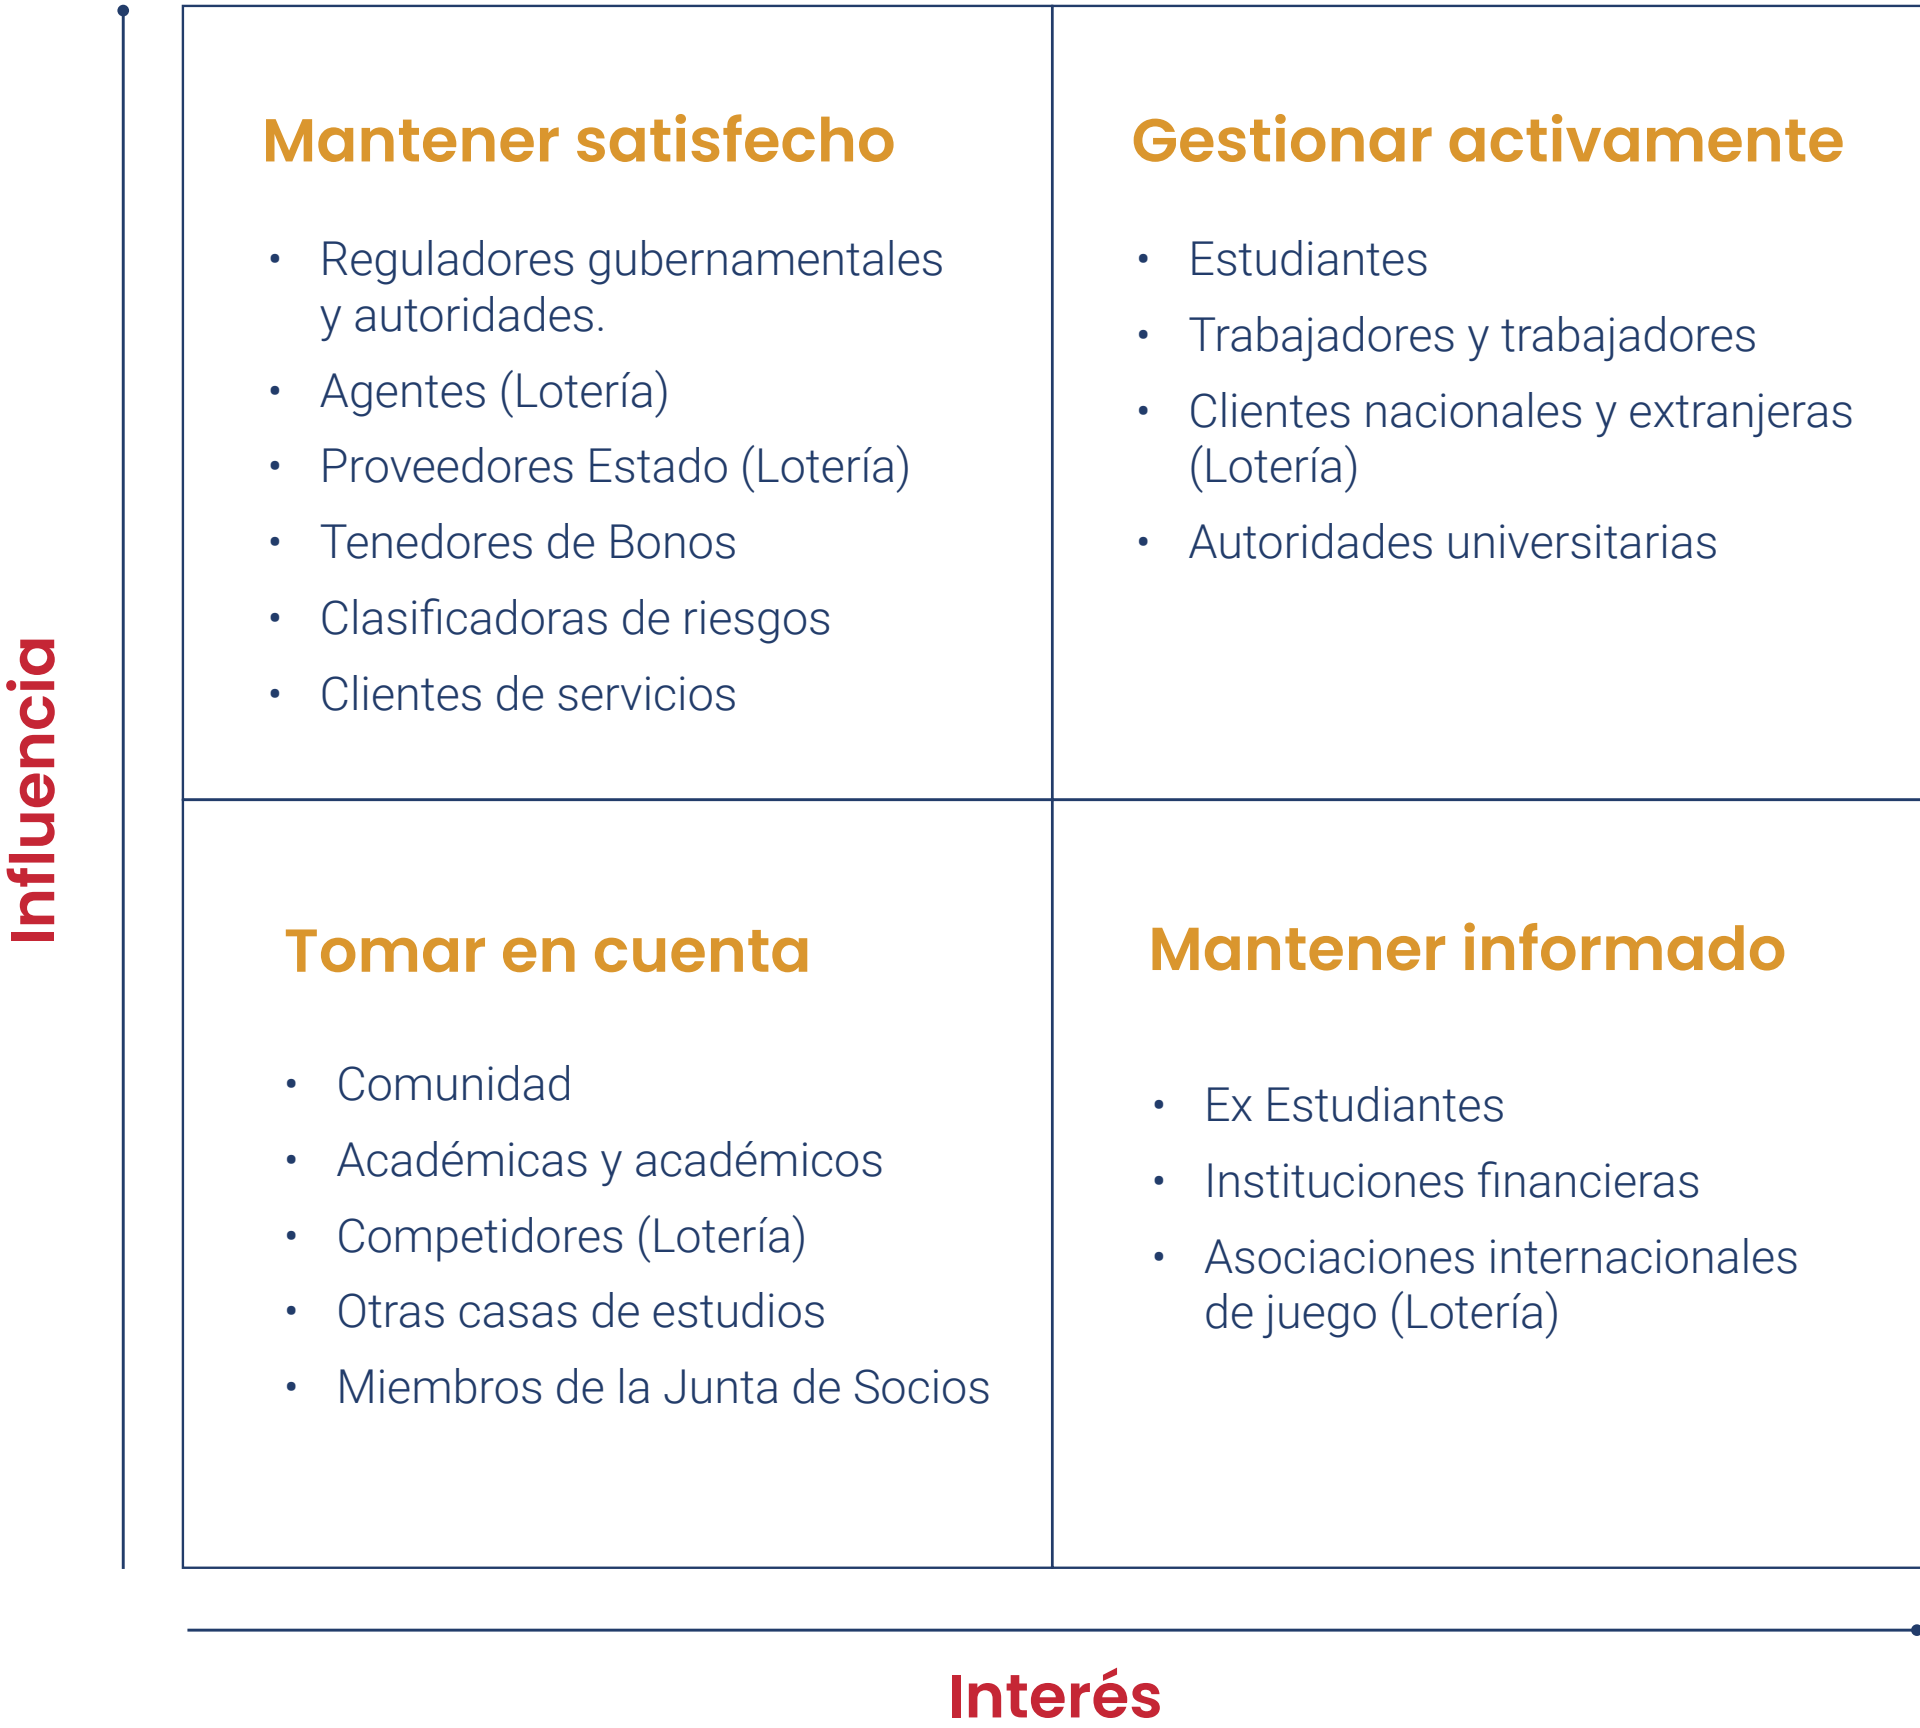 Influencia
Mantener satisfecho
• Reguladores gubernamentales
y autoridades.
• Agentes (Lotería)
• Proveedores Estado (Lotería)
• Tenedores de Bonos
• Clasificadoras de riesgos
• Clientes de servicios
Gestionar activamente
• Estudiantes
• Trabajadores y trabajadores
• Clientes nacionales y extranjeras
(Lotería)
• Autoridades universitarias
Tomar en cuenta
• Comunidad
• Académicas y académicos
• Competidores (Lotería)
• Otras casas de estudios
• Miembros de la Junta de Socios
Mantener informado
• Ex Estudiantes
• Instituciones financieras
• Asociaciones internacionales
de juego (Lotería)
Interés